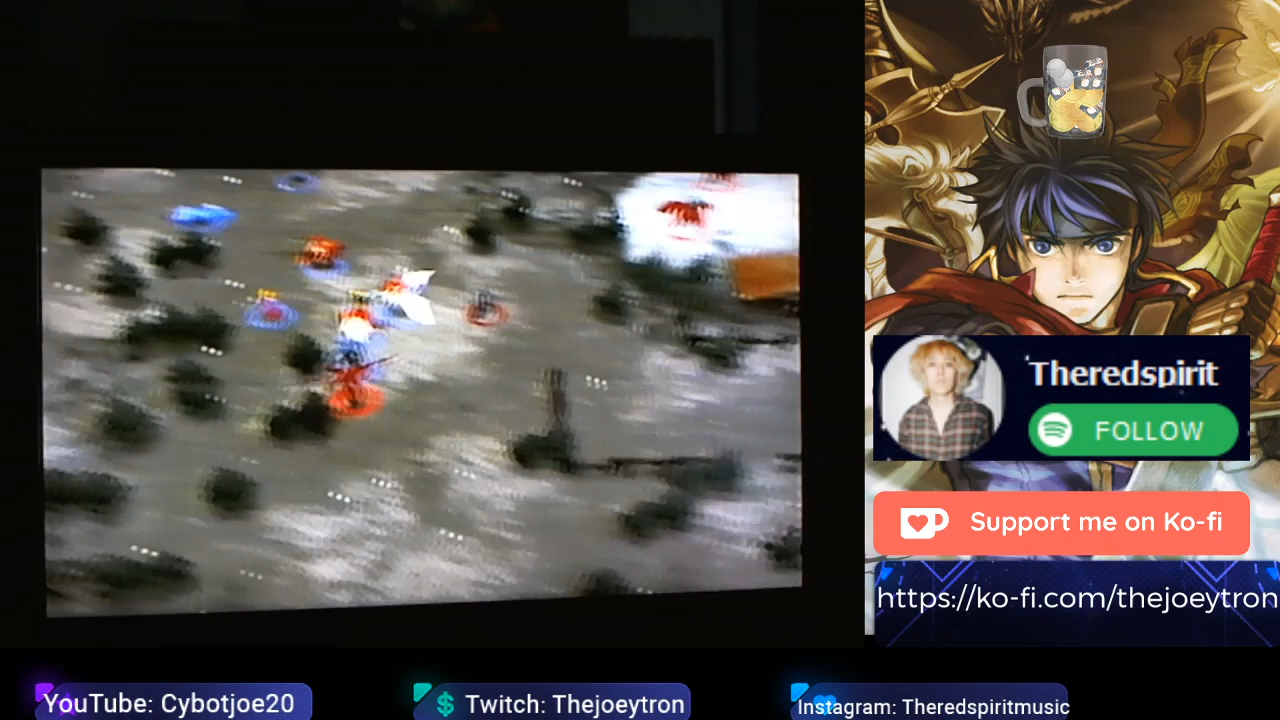 Theredspirit
FOLLOW
Support me on Ko-fi
https://ko-fi.com/thejoeytron
YouTube: Cybotjoe20
Twitch: Thejoeytron
Instagram: Theredspiritmusic